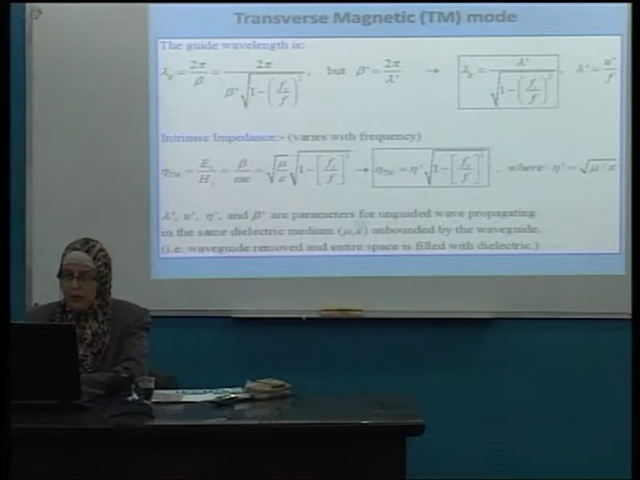 Transverse Magnetic (TM) mode
The guide wavelength is:
λg = 2π/β = 2π/(β'√(1−(fc/f)²)), but β' = 2π/λ' → λg = λ'/√(1−(fc/f)²), λ' = u'/f
Intrinsic Impedance:- (varies with frequency)
ηTM = Ex/Hy = β/ωε = √(μ/ε) √(1−[fc/f]²) → ηTM = η'√(1−[fc/f]²), where η' = √(μ/ε)
λ', u', η', and β' are parameters for unguided wave propagating
in the same dielectric medium (μ,ε) unbounded by the waveguide.
(i.e. waveguide removed and entire space is filled with dielectric.)